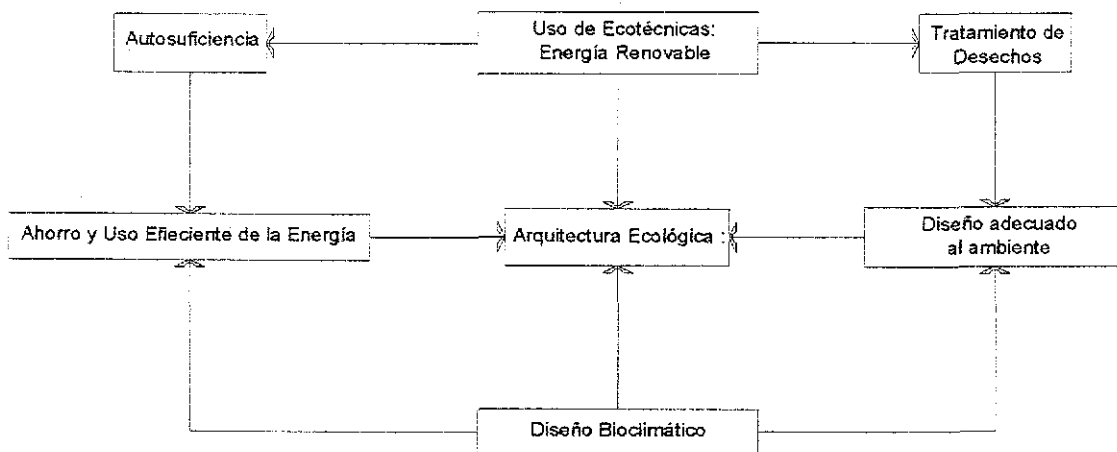 Autosuficiencia
Uso de Ecotécnicas:
Energía Renovable
Tratamiento de
Desechos
Ahorro y Uso Efieciente de la Energía
Arquitectura Ecológica :
Diseño adecuado
al ambiente
Diseño Bioclimático